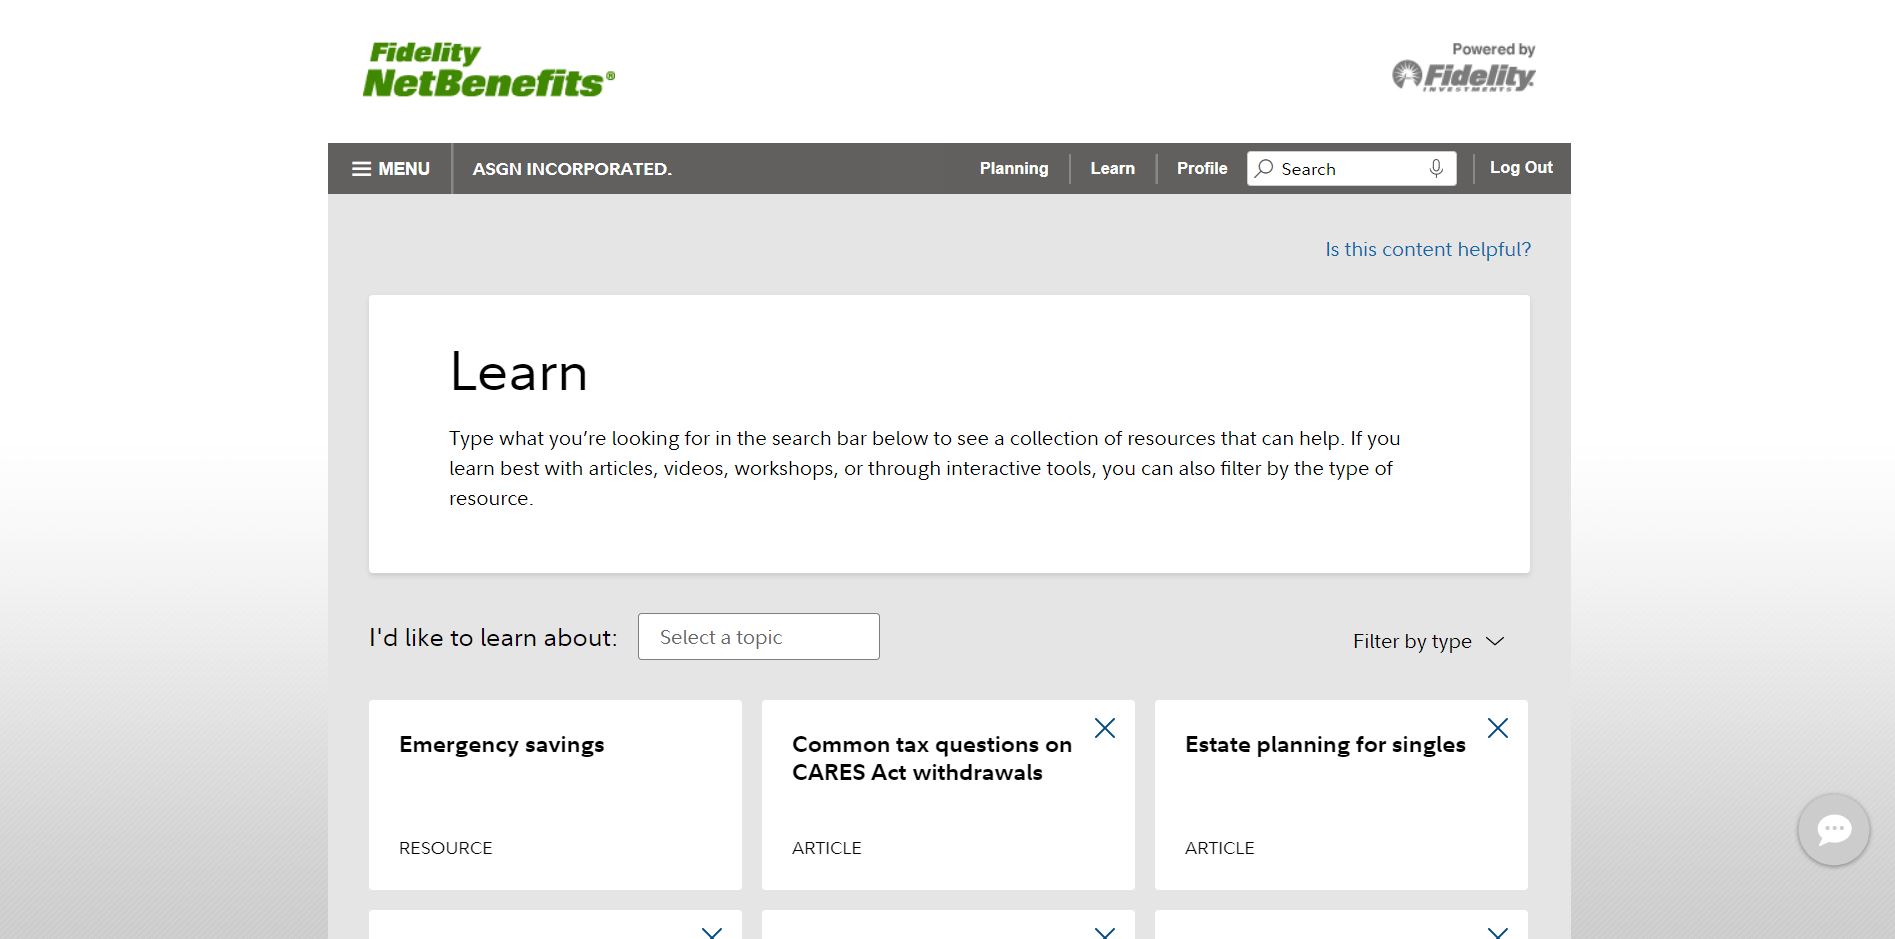 Fidelity
NetBenefits®
Powered by
Fidelity
INVESTMENTS
MENU
ASGN INCORPORATED.
Planning
Learn
Profile
Search
Log Out
Is this content helpful?
Learn
Type what you’re looking for in the search bar below to see a collection of resources that can help. If you
learn best with articles, videos, workshops, or through interactive tools, you can also filter by the type of
resource.
I'd like to learn about:
Select a topic
Filter by type
Emergency savings
RESOURCE
Common tax questions on
CARES Act withdrawals
ARTICLE
Estate planning for singles
ARTICLE